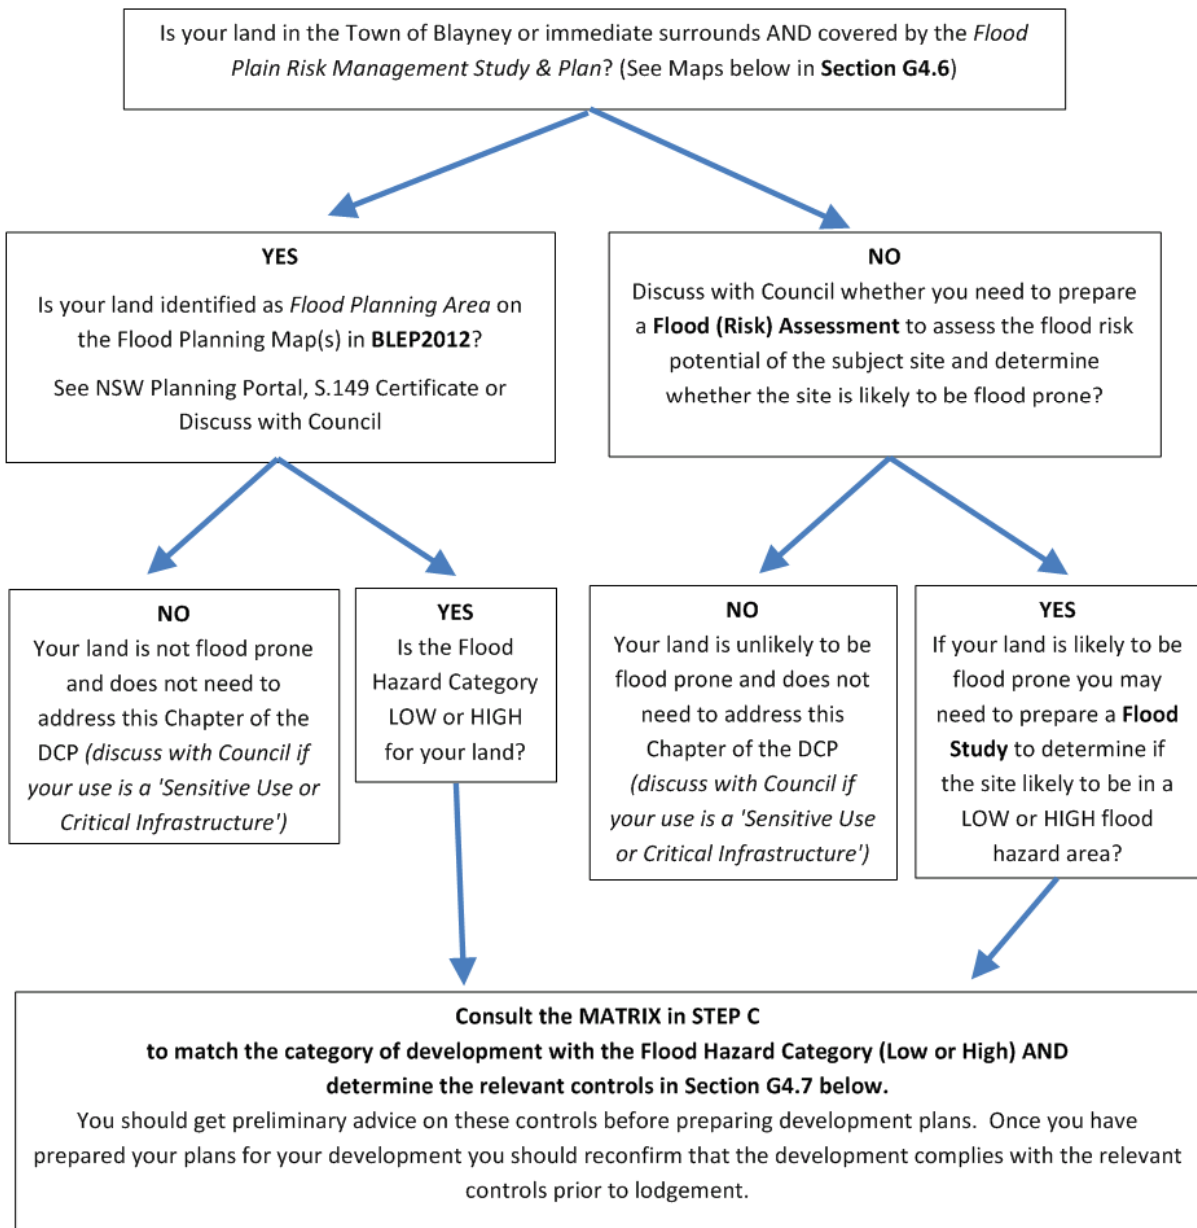 Is your land in the Town of Blayney or immediate surrounds AND covered by the Flood
Plain Risk Management Study & Plan? (See Maps below in Section G4.6)
YES
Is your land identified as Flood Planning Area on
the Flood Planning Map(s) in BLEP2012?
See NSW Planning Portal, S.149 Certificate or
Discuss with Council
NO
Discuss with Council whether you need to prepare
a Flood (Risk) Assessment to assess the flood risk
potential of the subject site and determine
whether the site is likely to be flood prone?
NO
Your land is not flood prone
and does not need to
address this Chapter of the
DCP (discuss with Council if
your use is a 'Sensitive Use or
Critical Infrastructure')
YES
Is the Flood
Hazard Category
LOW or HIGH
for your land?
NO
Your land is unlikely to be
flood prone and does not
need to address this
Chapter of the DCP
(discuss with Council if
your use is a 'Sensitive Use
or Critical Infrastructure')
YES
If your land is likely to be
flood prone you may
need to prepare a Flood
Study to determine if
the site likely to be in a
LOW or HIGH flood
hazard area?
Consult the MATRIX in STEP C
to match the category of development with the Flood Hazard Category (Low or High) AND
determine the relevant controls in Section G4.7 below.
You should get preliminary advice on these controls before preparing development plans.  Once you have
prepared your plans for your development you should reconfirm that the development complies with the relevant
controls prior to lodgement.